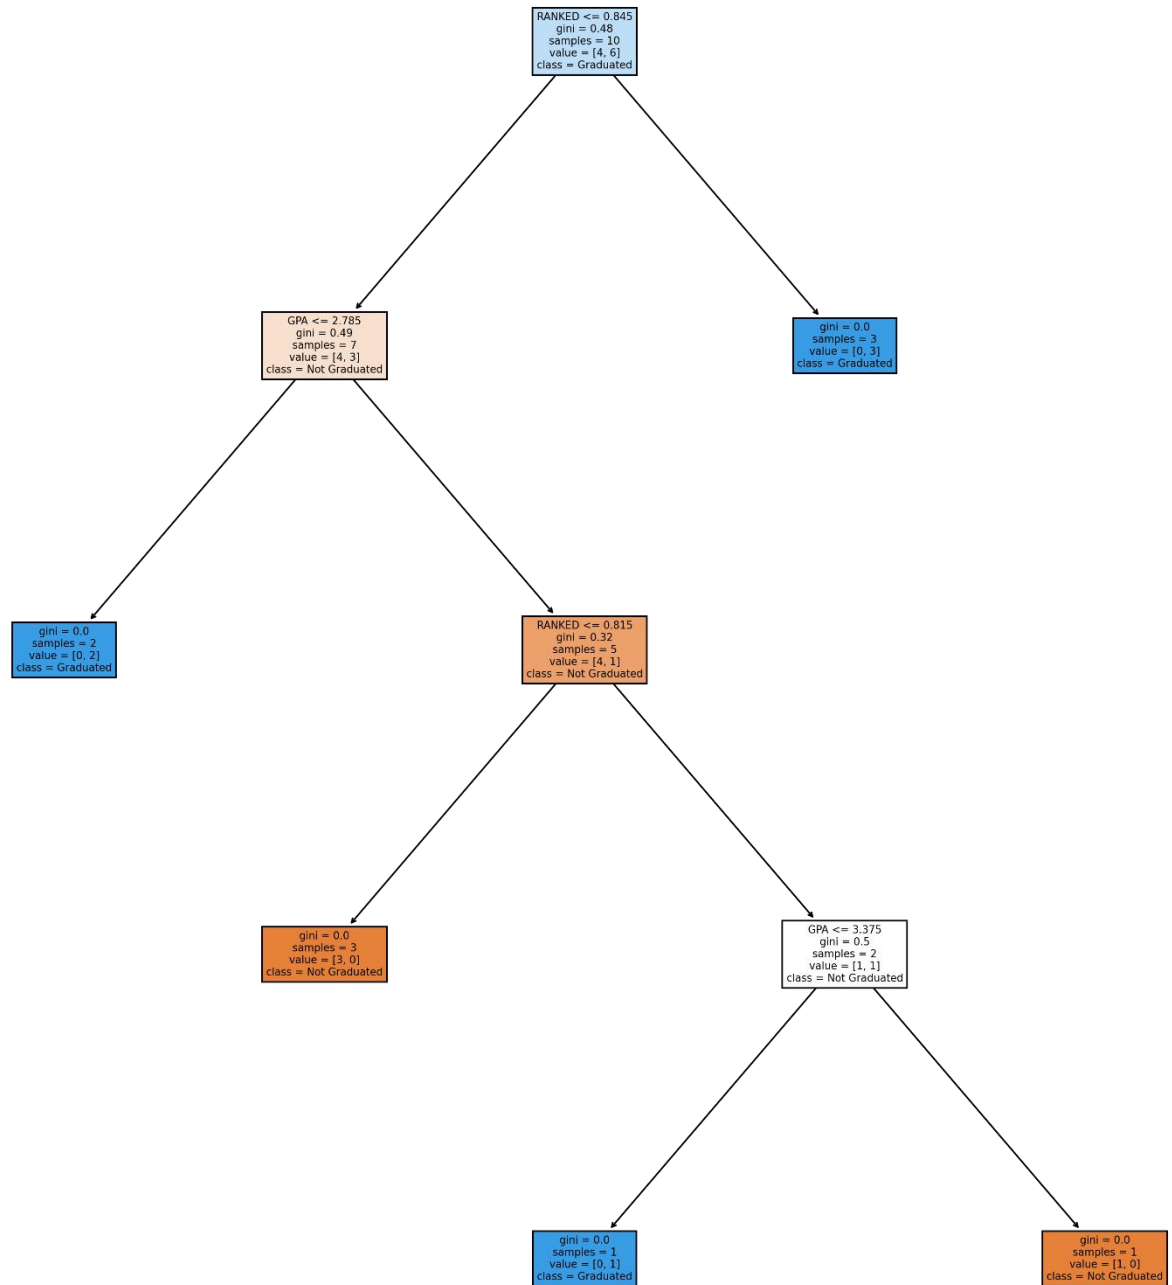 RANKED <= 0.845
gini = 0.48
samples = 10
value = [4, 6]
class = Graduated
GPA <= 2.785
gini = 0.49
samples = 7
value = [4, 3]
class = Not Graduated
gini = 0.0
samples = 3
value = [0, 3]
class = Graduated
gini = 0.0
samples = 2
value = [0, 2]
class = Graduated
RANKED <= 0.815
gini = 0.32
samples = 5
value = [4, 1]
class = Not Graduated
gini = 0.0
samples = 3
value = [3, 0]
class = Not Graduated
GPA <= 3.375
gini = 0.5
samples = 2
value = [1, 1]
class = Not Graduated
gini = 0.0
samples = 1
value = [0, 1]
class = Graduated
gini = 0.0
samples = 1
value = [1, 0]
class = Not Graduated